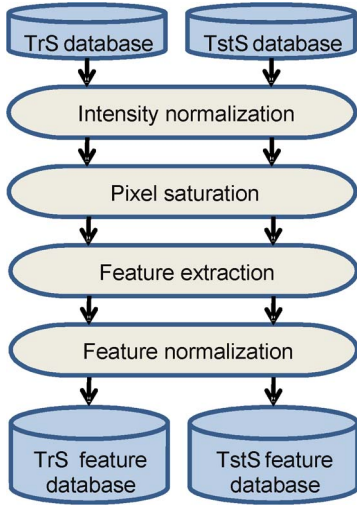 TrS database
TstS database
Intensity normalization
Pixel saturation
Feature extraction
Feature normalization
TrS feature
database
TstS feature
database